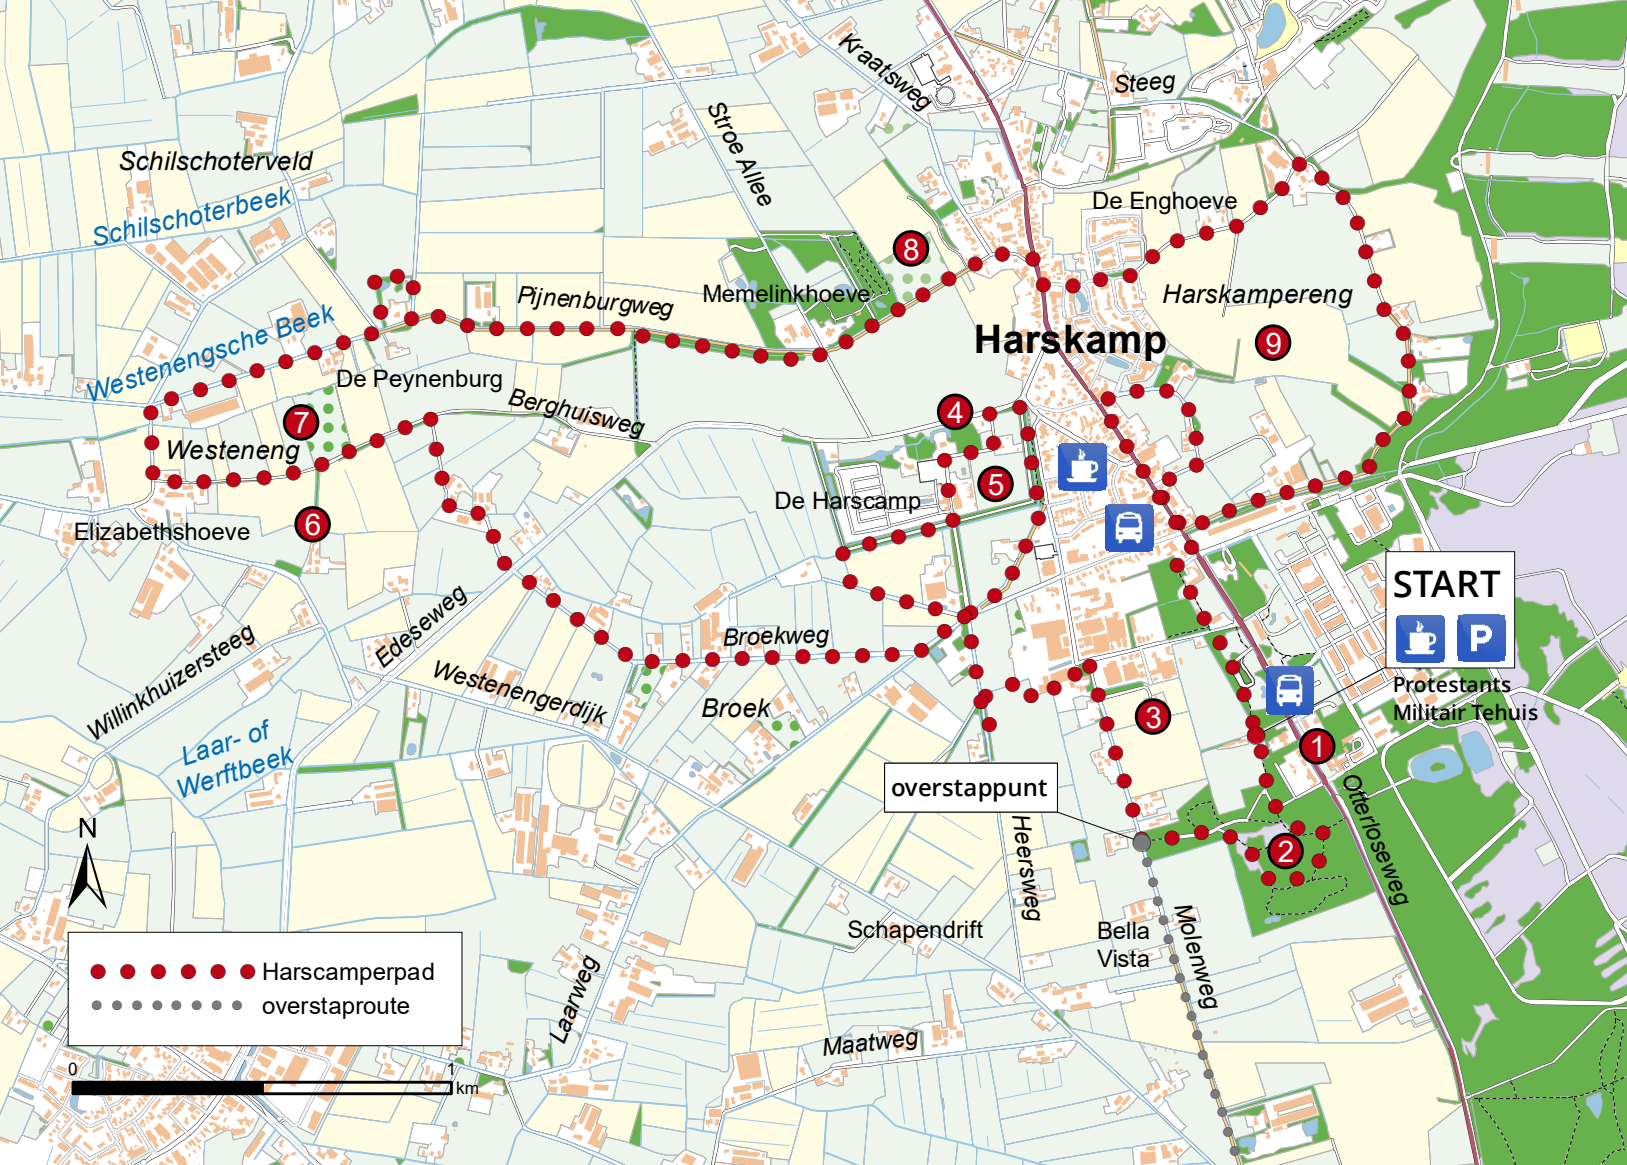 Kraatsweg
Steeg
Stroe Allee
Schilschoterveld
Schilschoterbeek
De Enghoeve
8
Harskampereng
Memelinkhoeve
Pijnenburgweg
Westenengsche Beek
Harskamp
9
De Peynenburg
Berghuisweg
4
7
Westeneng
5
De Harscamp
6
Elizabethshoeve
START
P
Protestants
Militair Tehuis
Edeseweg
Broekweg
Willinkhuizersteeg
Westenengerdijk
Broek
3
1
Laar- of
Werftbeek
overstappunt
Otterloseweg
N
2
Heersweg
Schapendrift
Bella
Vista
Molenweg
Harscamperpad
overstaproute
Laarweg
Maatweg
0
1
km